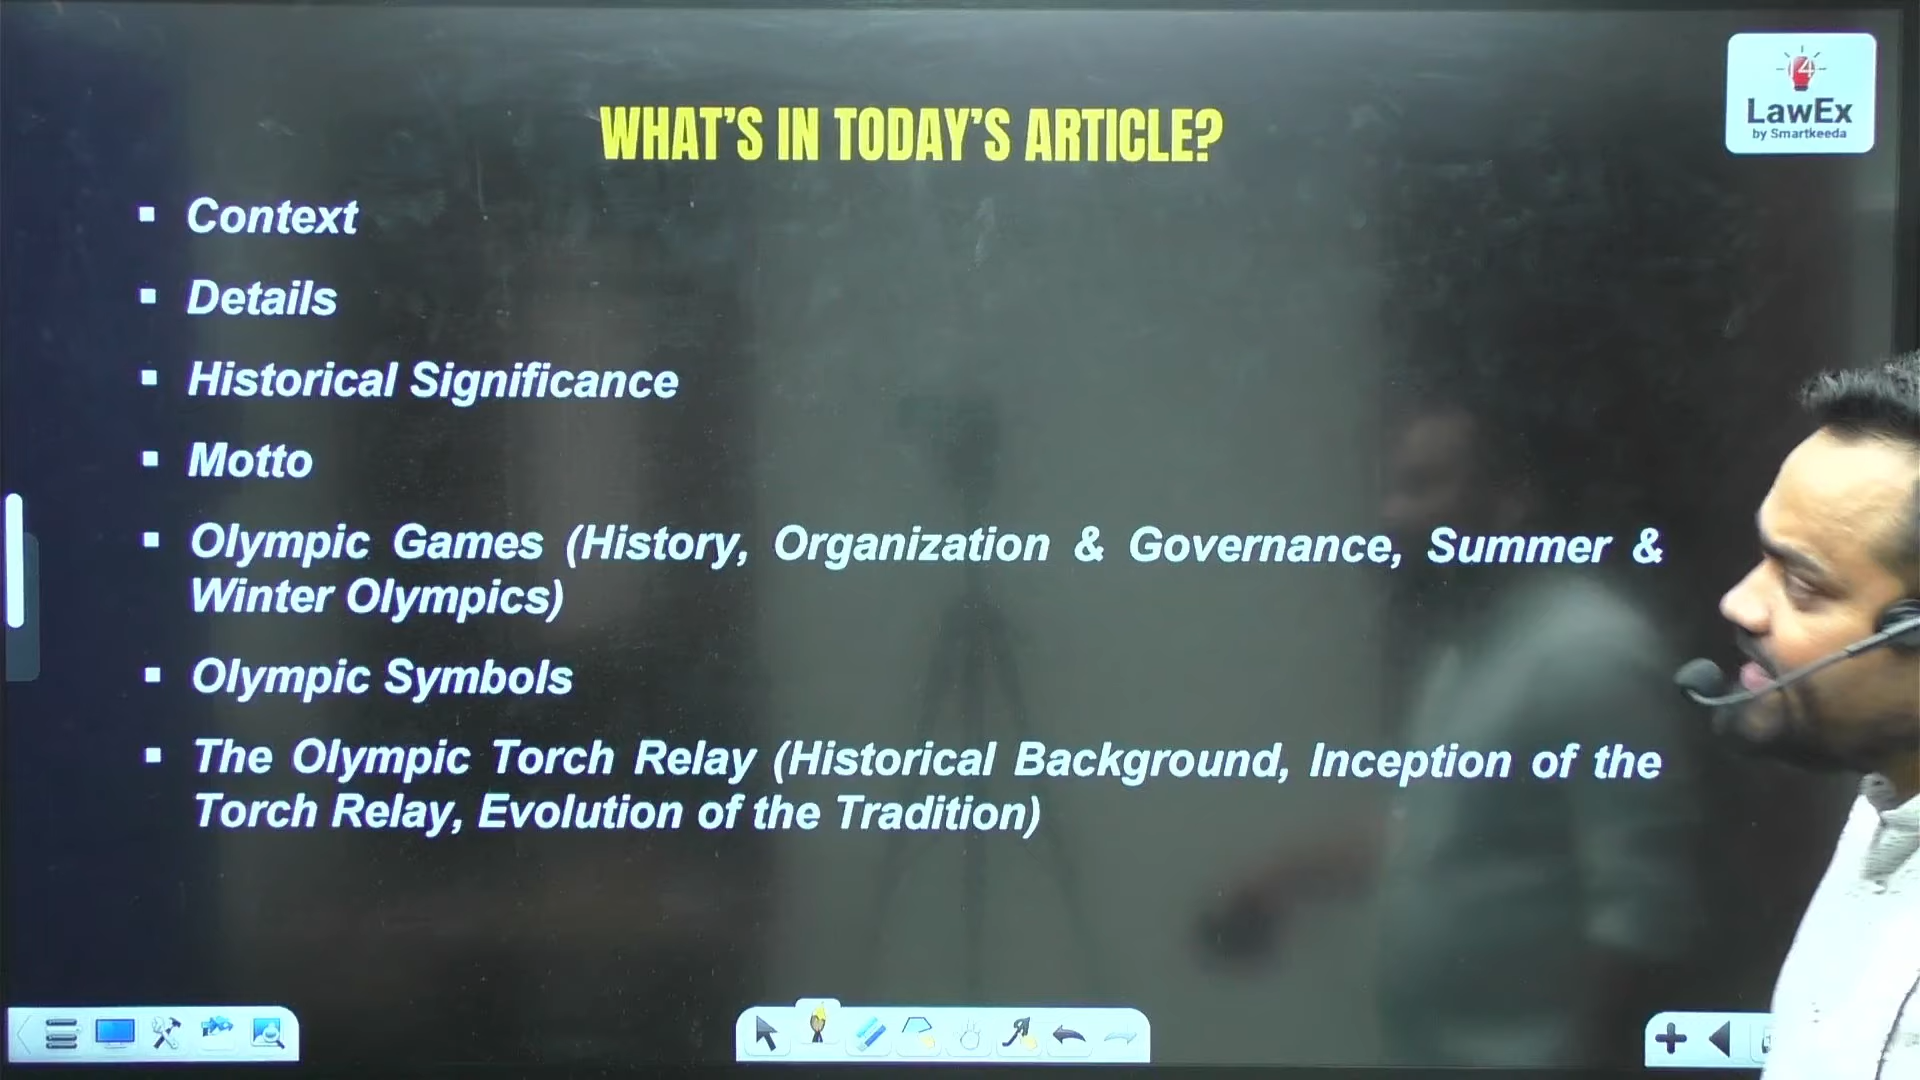 WHAT'S IN TODAY'S ARTICLE?
14
LawEx
by Smartkeeda
▪ Context
▪ Details
▪ Historical Significance
▪ Motto
▪ Olympic Games (History, Organization & Governance, Summer &
Winter Olympics)
▪ Olympic Symbols
▪ The Olympic Torch Relay (Historical Background, Inception of the
Torch Relay, Evolution of the Tradition)